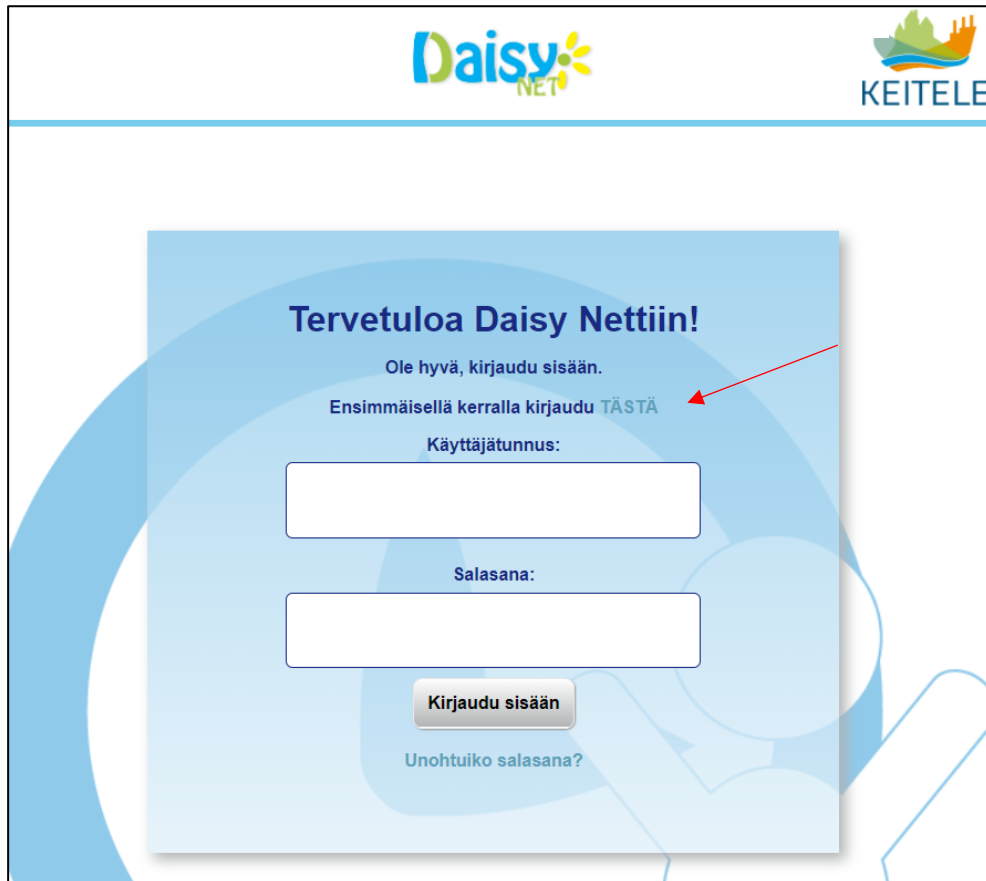 Daisy
NET
KEITELE
Tervetuloa Daisy Nettiin!
Ole hyvä, kirjaudu sisään.
Ensimmäisellä kerralla kirjaudu TÄSTÄ
Käyttäjätunnus:
Salasana:
Kirjaudu sisään
Unohtuiko salasana?